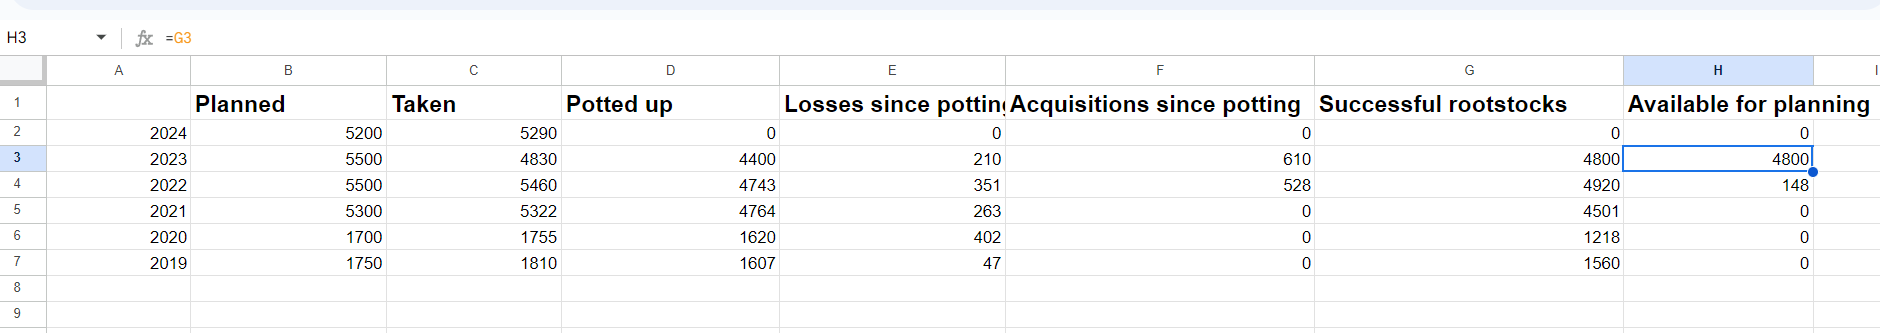 H3 fx =G3
A B C D E F G H I
1 Planned Taken Potted up Losses since pottin Acquisitions since potting Successful rootstocks Available for planning
2 2024 5200 5290 0 0 0 0 0
3 2023 5500 4830 4400 210 610 4800 4800
4 2022 5500 5460 4743 351 528 4920 148
5 2021 5300 5322 4764 263 0 4501 0
6 2020 1700 1755 1620 402 0 1218 0
7 2019 1750 1810 1607 47 0 1560 0
8
9